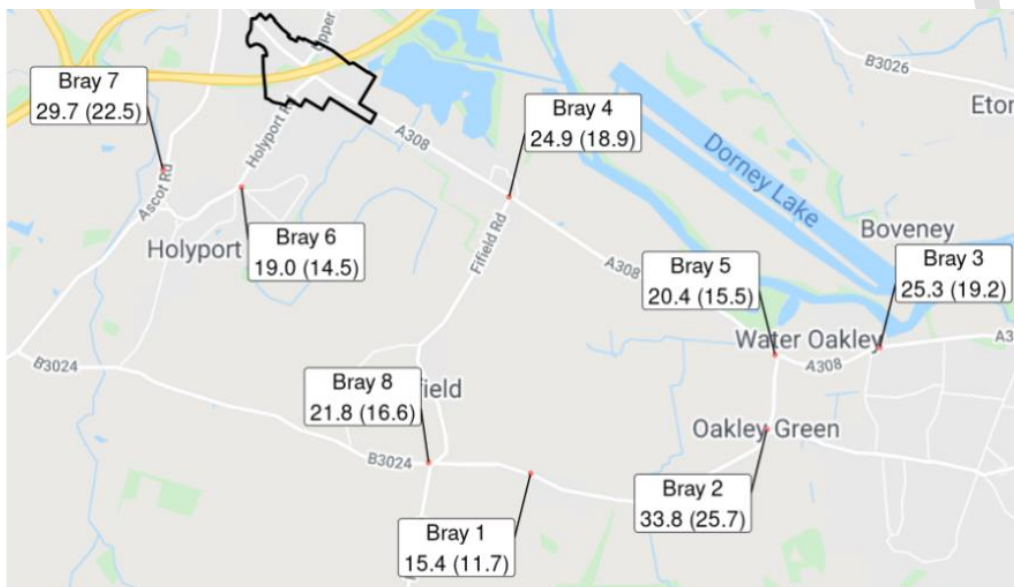 Upper
B3026
Bray 7
29.7 (22.5)
Eton
Bray 4
24.9 (18.9)
Holyport Rd
A308
Dorney Lake
Ascot Rd
Boveney
Bray 6
19.0 (14.5)
Holyport
Fifield Rd
A308
Bray 5
20.4 (15.5)
Bray 3
25.3 (19.2)
Water Oakley
A3
A308
B3024
Bray 8
21.8 (16.6)
field
Oakley Green
B3024
Bray 2
33.8 (25.7)
Bray 1
15.4 (11.7)